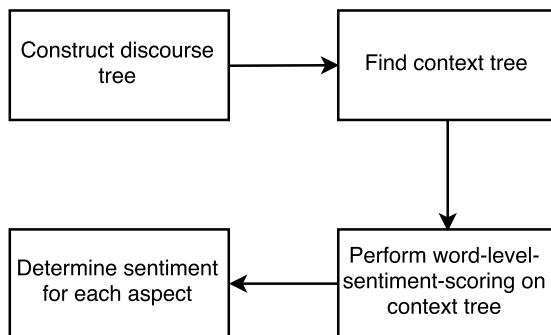 Construct discourse
tree
Find context tree
Perform word-level-
sentiment-scoring on
context tree
Determine sentiment
for each aspect